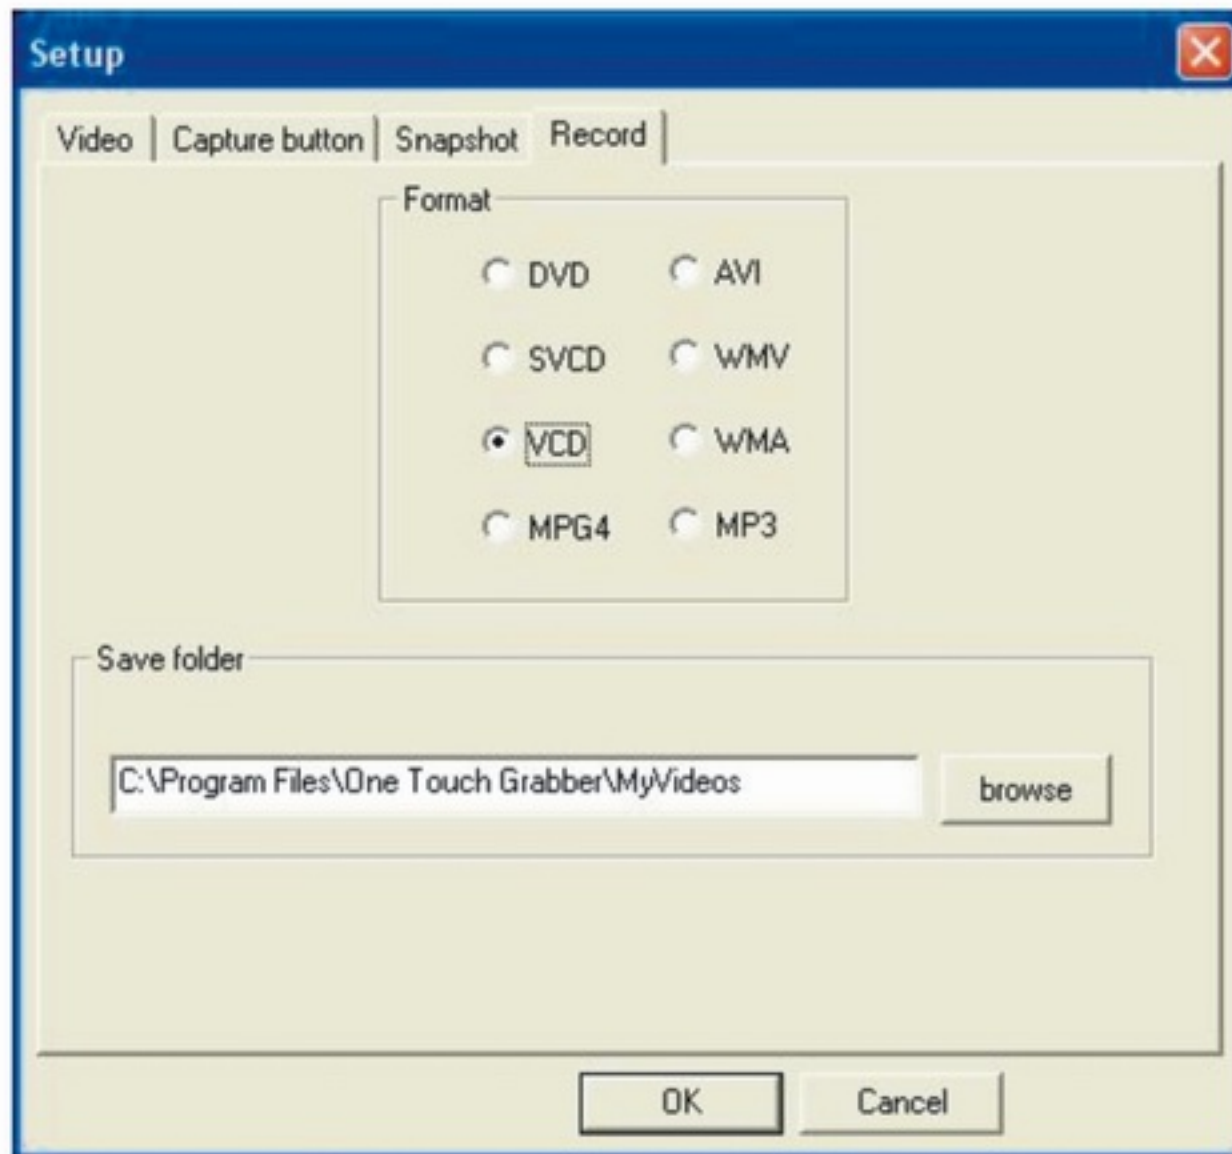 Setup
Video Capture button Snapshot Record
Format
DVD AVI
SVCD WMV
VCD WMA
MPG4 MP3
Save folder
C:\Program Files\One Touch Grabber\MyVideos browse
OK Cancel